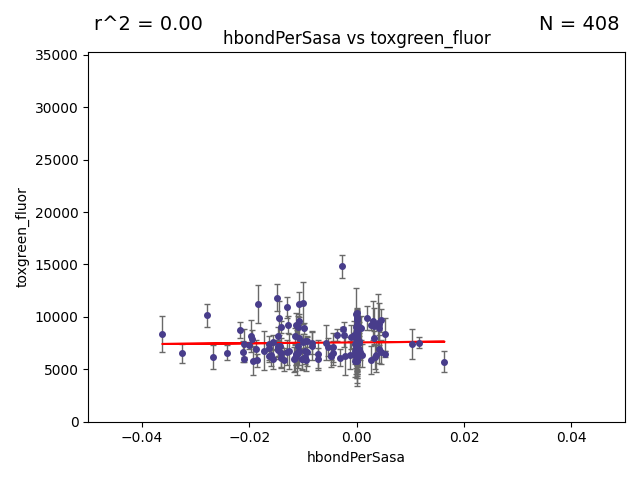 r^2 = 0.00
N = 408
hbondPerSasa vs toxgreen_fluor
35000
30000
25000
20000
15000
10000
5000
0
toxgreen_fluor
−0.04
−0.02
0.00
0.02
0.04
hbondPerSasa